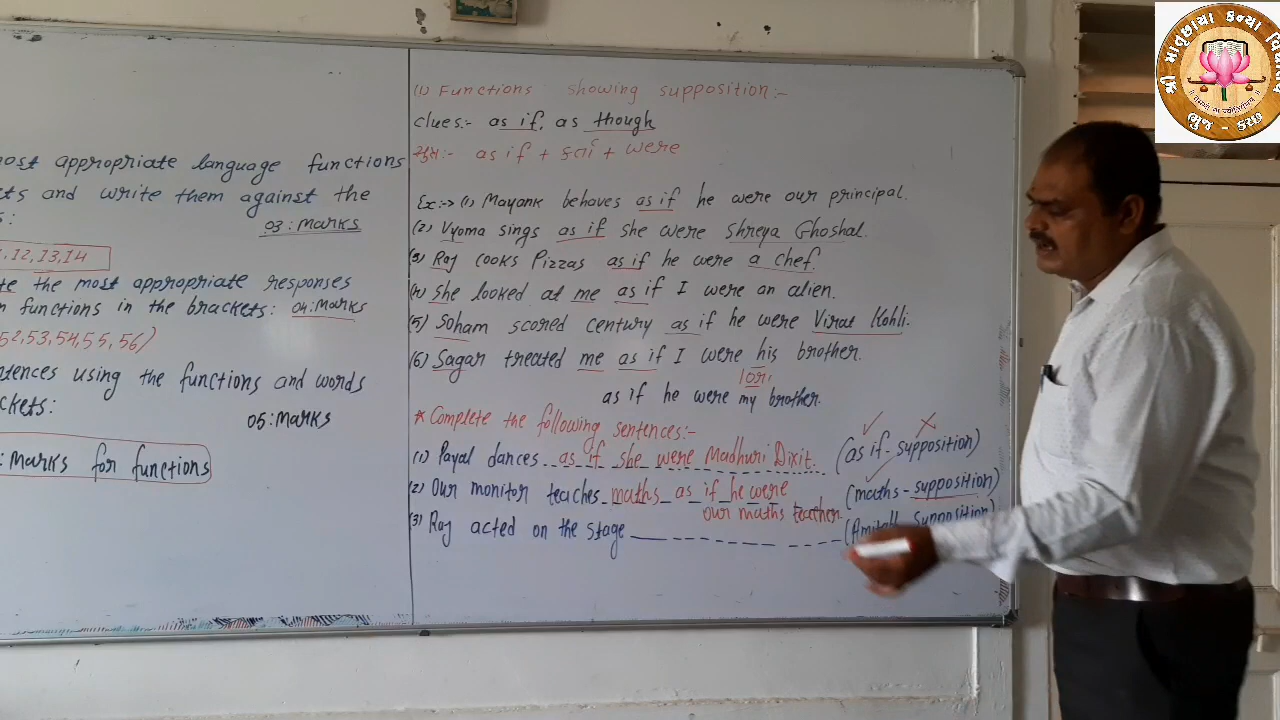 ost appropriate language functions
ts and write them against the
03 : Marks
, 12, 13, 14
te the most appropriate responses
n functions in the brackets: 04: Marks
52, 53, 54, 55, 56)
ntences using the functions and words
ckets: 05: Marks
: Marks for functions
(1) Functions showing supposition:-
clues:- as if, as though
સૂત્ર:- as if + કર્તા + were
Ex:-> (1) Mayank behaves as if he were our principal.
(2) Vyoma sings as if she were Shreya Ghoshal.
(3) Raj cooks Pizzas as if he were a chef.
(4) She looked at me as if I were an alien.
(5) Soham scored century as if he were Virat Kohli.
(6) Sagar treated me as if I were his brother.
/or/
as if he were my brother.
* Complete the following sentences:-
(1) Payal dances as if she were Madhuri Dixit. (as if - supposition)
(2) Our monitor teaches maths as if he were (maths - supposition)
our maths teacher.
(3) Raj acted on the stage (Amitabh supposition)
શ્રી માતૃછાયા કન્યા વિદ્યાલય
ભુજ - કચ્છ